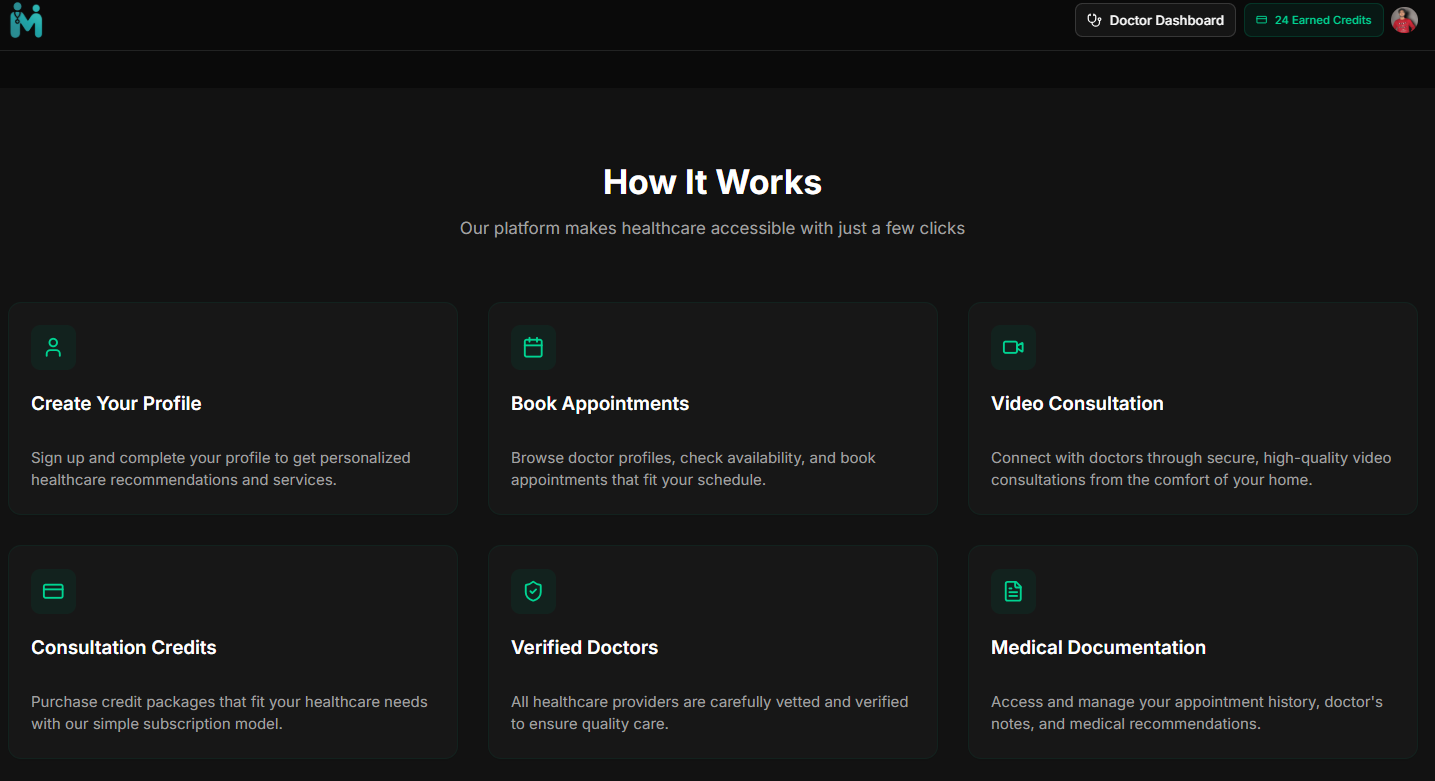 Doctor Dashboard
24 Earned Credits
How It Works
Our platform makes healthcare accessible with just a few clicks
Create Your Profile
Sign up and complete your profile to get personalized
healthcare recommendations and services.
Book Appointments
Browse doctor profiles, check availability, and book
appointments that fit your schedule.
Video Consultation
Connect with doctors through secure, high-quality video
consultations from the comfort of your home.
Consultation Credits
Purchase credit packages that fit your healthcare needs
with our simple subscription model.
Verified Doctors
All healthcare providers are carefully vetted and verified
to ensure quality care.
Medical Documentation
Access and manage your appointment history, doctor's
notes, and medical recommendations.